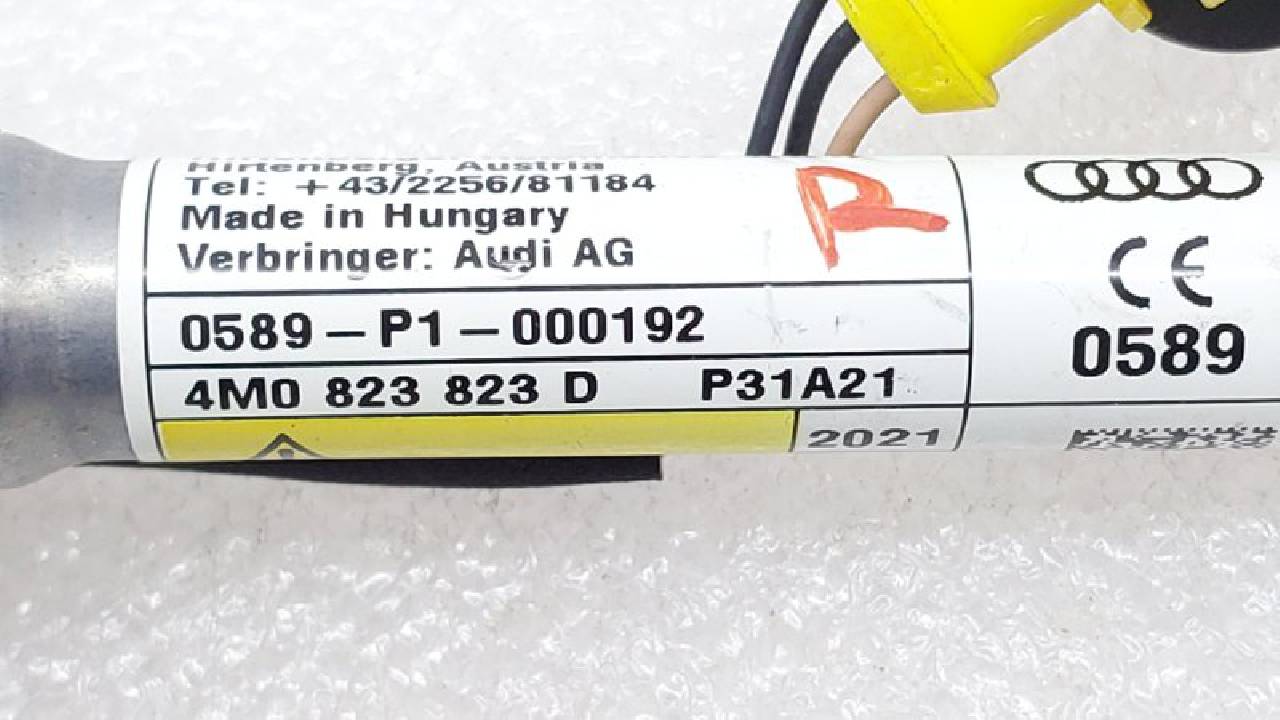 Hirtenberg, Austria
Tel: +43/2256/81184
Made in Hungary
Verbringer: Audi AG
R
0589-P1-000192
4M0 823 823 D P31A21
2021
CE
0589